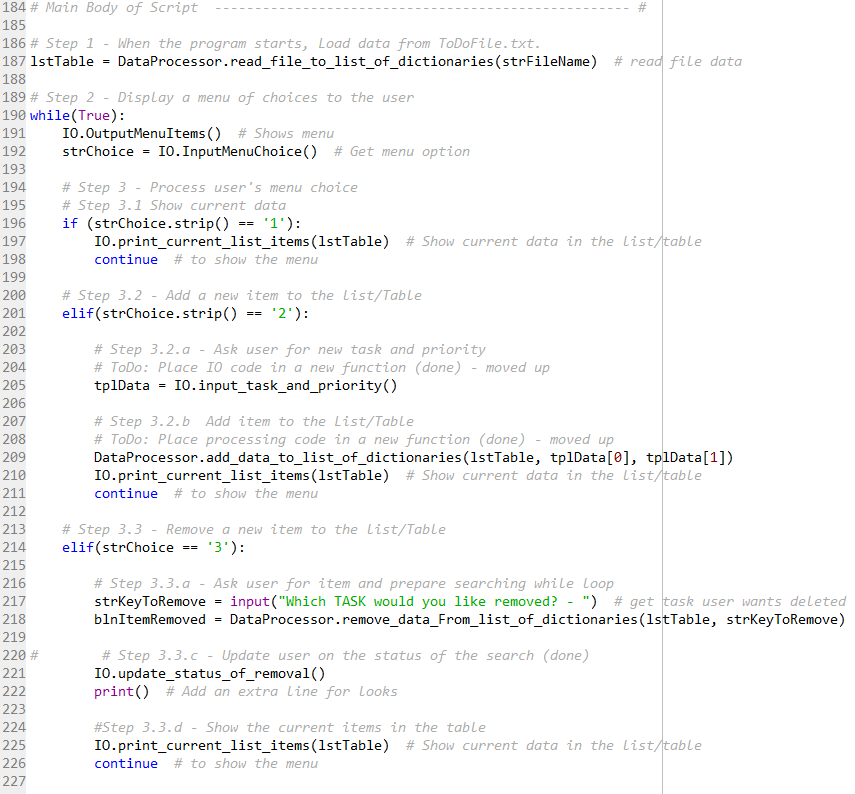 184 # Main Body of Script  ---------------------------------------------------- #
185
186 # Step 1 - When the program starts, Load data from ToDoFile.txt.
187 lstTable = DataProcessor.read_file_to_list_of_dictionaries(strFileName)  # read file data
188
189 # Step 2 - Display a menu of choices to the user
190 while(True):
191     IO.OutputMenuItems()  # Shows menu
192     strChoice = IO.InputMenuChoice()  # Get menu option
193
194     # Step 3 - Process user's menu choice
195     # Step 3.1 Show current data
196     if (strChoice.strip() == '1'):
197         IO.print_current_list_items(lstTable)  # Show current data in the list/table
198         continue  # to show the menu
199
200     # Step 3.2 - Add a new item to the list/Table
201     elif(strChoice.strip() == '2'):
202
203         # Step 3.2.a - Ask user for new task and priority
204         # ToDo: Place IO code in a new function (done) - moved up
205         tplData = IO.input_task_and_priority()
206
207         # Step 3.2.b  Add item to the List/Table
208         # ToDo: Place processing code in a new function (done) - moved up
209         DataProcessor.add_data_to_list_of_dictionaries(lstTable, tplData[0], tplData[1])
210         IO.print_current_list_items(lstTable)  # Show current data in the list/table
211         continue  # to show the menu
212
213     # Step 3.3 - Remove a new item to the list/Table
214     elif(strChoice == '3'):
215
216         # Step 3.3.a - Ask user for item and prepare searching while loop
217         strKeyToRemove = input("Which TASK would you like removed? - ")  # get task user wants deleted
218         blnItemRemoved = DataProcessor.remove_data_From_list_of_dictionaries(lstTable, strKeyToRemove)
219
220 #        # Step 3.3.c - Update user on the status of the search (done)
221         IO.update_status_of_removal()
222         print()  # Add an extra line for looks
223
224         #Step 3.3.d - Show the current items in the table
225         IO.print_current_list_items(lstTable)  # Show current data in the list/table
226         continue  # to show the menu
227